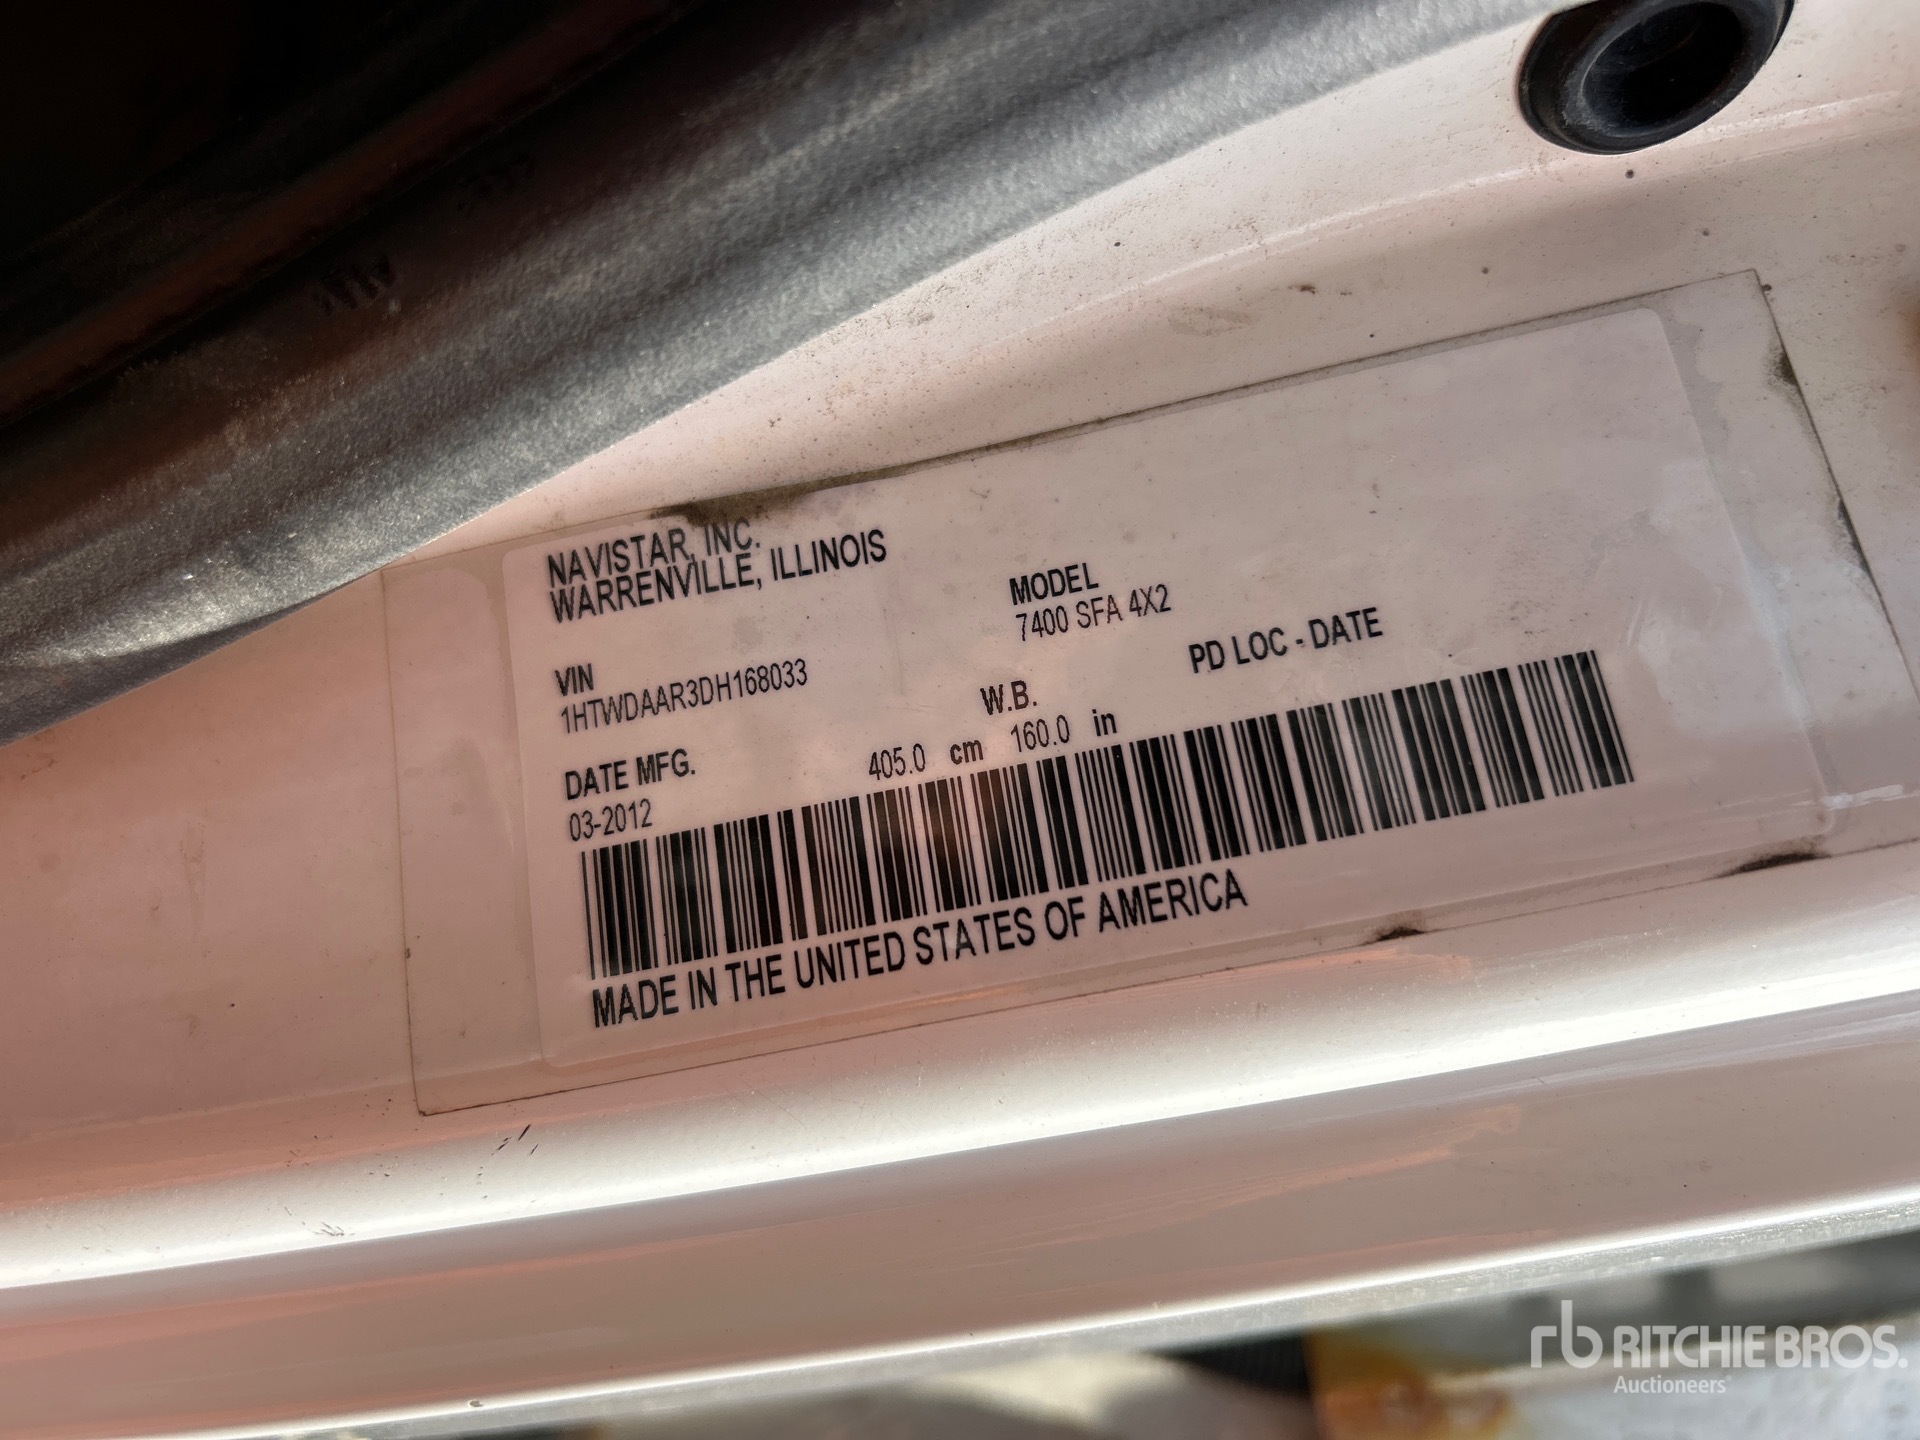 NAVISTAR, INC.
WARRENVILLE, ILLINOIS
MODEL
7400 SFA 4X2
VIN
1HTWDAAR3DH168033
W.B.
PD LOC - DATE
DATE MFG.
405.0 cm 160.0 in
03-2012
MADE IN THE UNITED STATES OF AMERICA
rb RITCHIE BROS.
Auctioneers